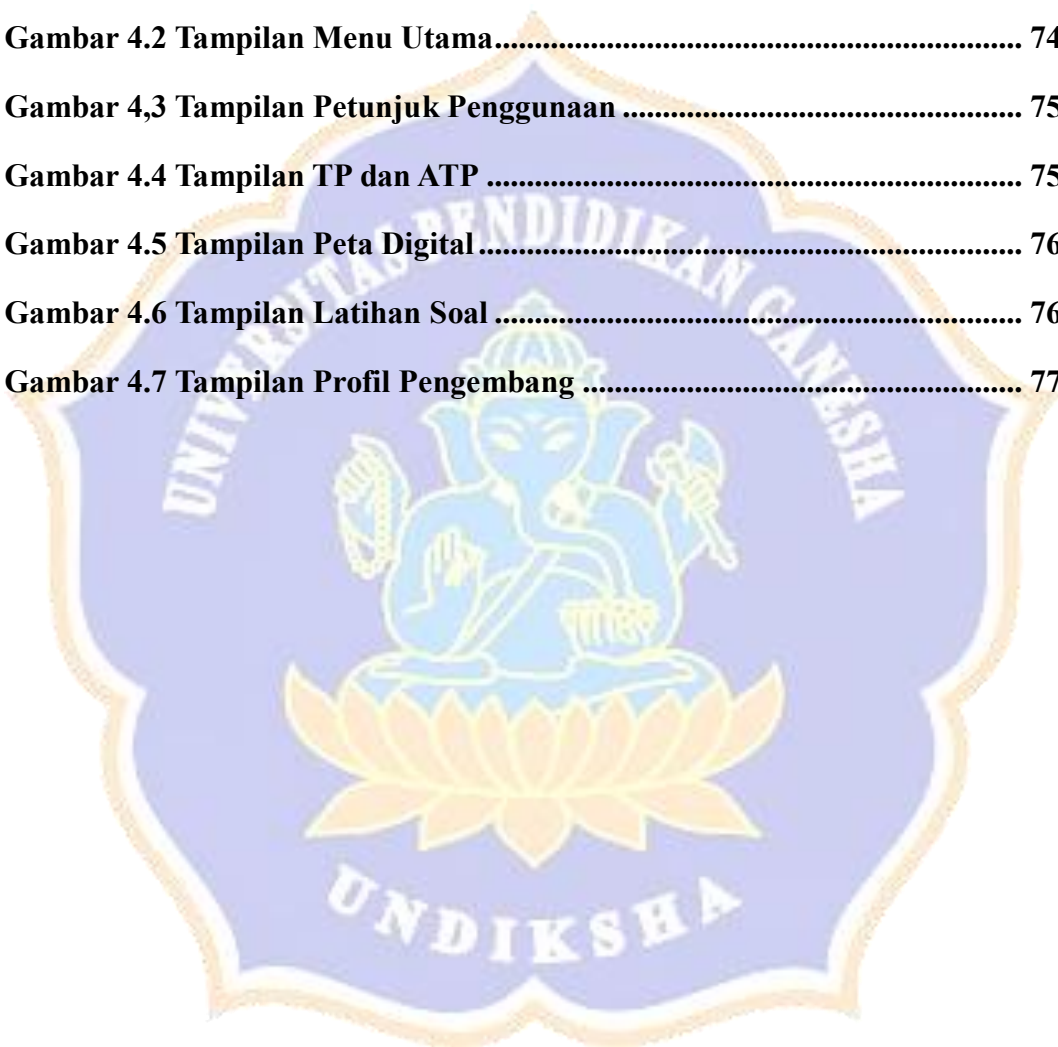 Gambar 4.2 Tampilan Menu Utama.................................................................... 74
Gambar 4,3 Tampilan Petunjuk Penggunaan ................................................... 75
Gambar 4.4 Tampilan TP dan ATP .................................................................... 75
Gambar 4.5 Tampilan Peta Digital ..................................................................... 76
Gambar 4.6 Tampilan Latihan Soal ................................................................... 76
Gambar 4.7 Tampilan Profil Pengembang ........................................................ 77
UNIVERSITAS PENDIDIKAN GANESHA
UNDIKSHA